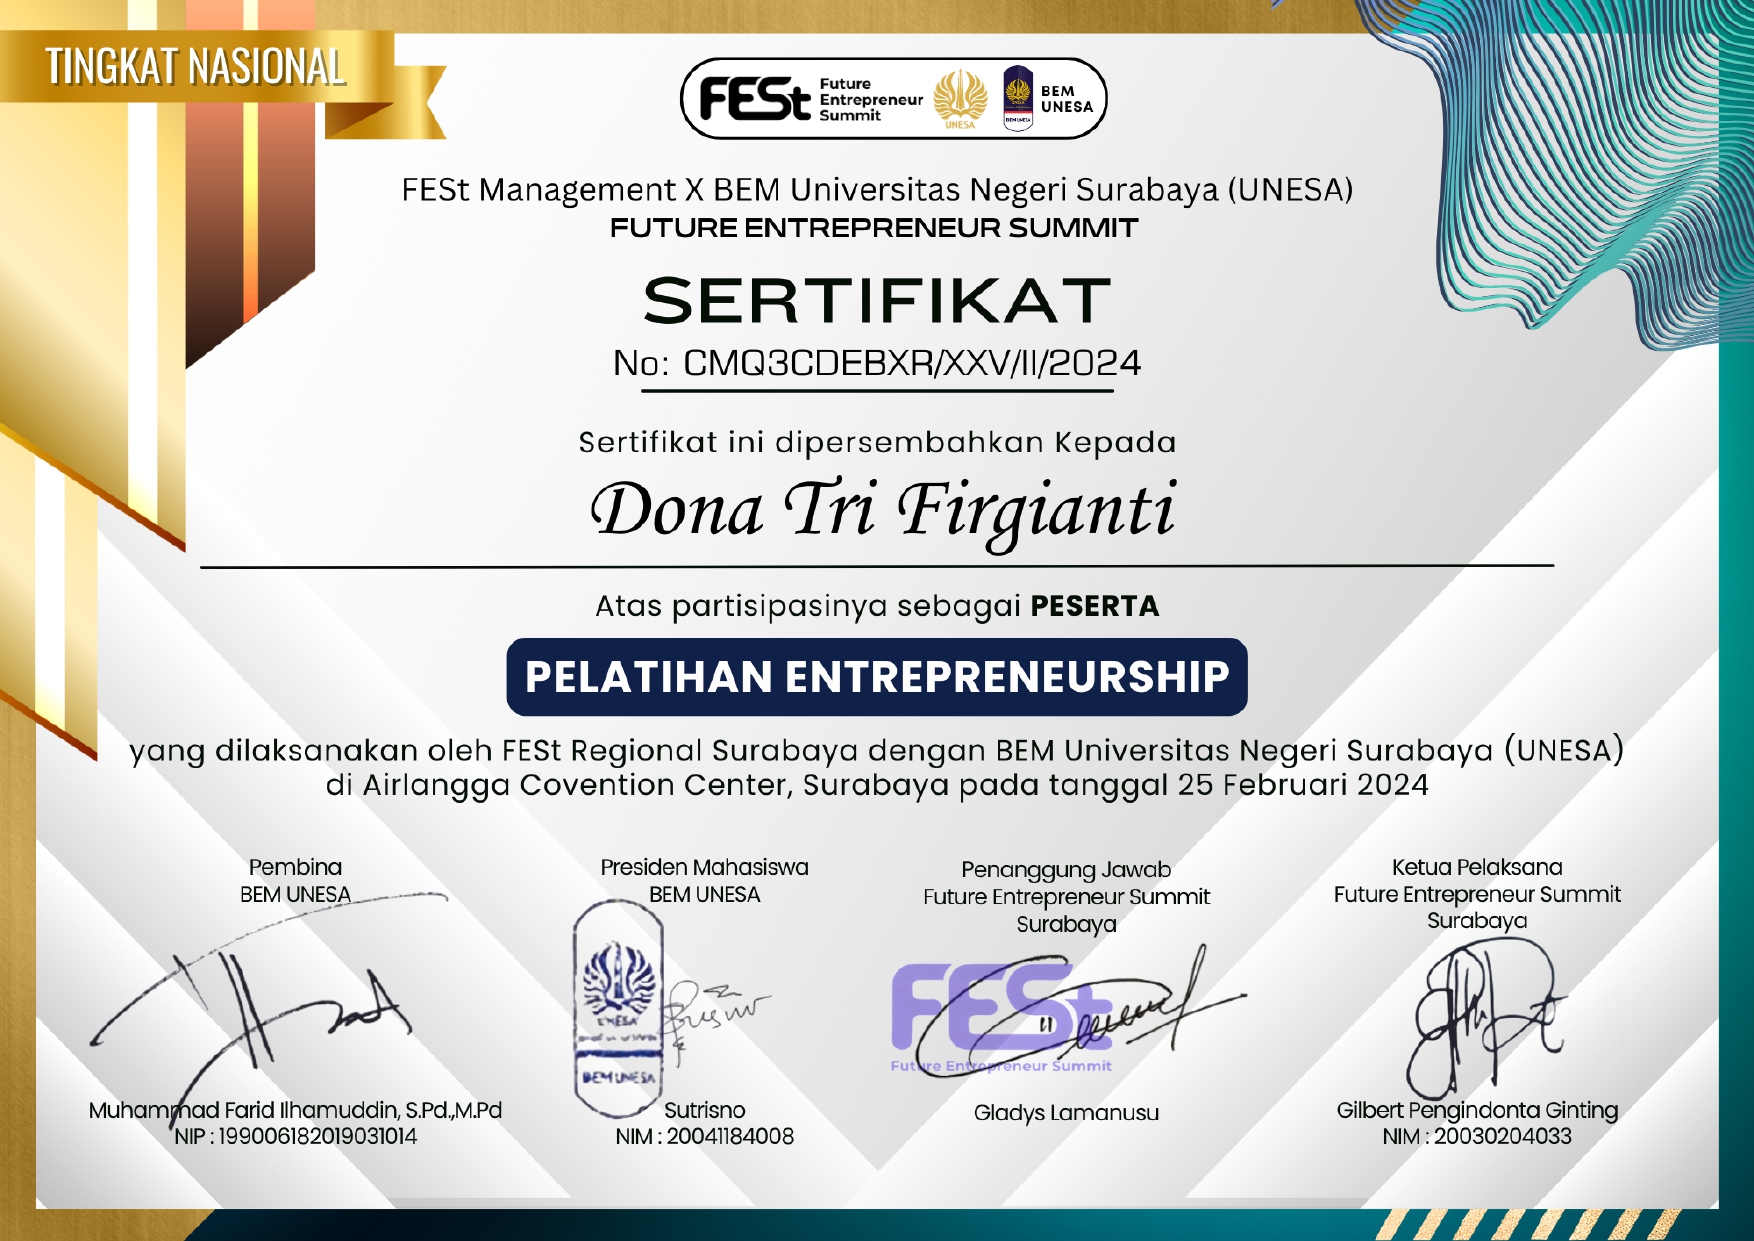 TINGKAT NASIONAL
FESt Future Entrepreneur Summit UNESA BEM UNESA BEM UNESA
FESt Management X BEM Universitas Negeri Surabaya (UNESA)
FUTURE ENTREPRENEUR SUMMIT
SERTIFIKAT
No: CMQ3CDEBXR/XXV/II/2024
Sertifikat ini dipersembahkan Kepada
Dona Tri Firgianti
Atas partisipasinya sebagai PESERTA
PELATIHAN ENTREPRENEURSHIP
yang dilaksanakan oleh FESt Regional Surabaya dengan BEM Universitas Negeri Surabaya (UNESA)
di Airlangga Covention Center, Surabaya pada tanggal 25 Februari 2024
Pembina
BEM UNESA
Muhammad Farid Ilhamuddin, S.Pd.,M.Pd
NIP : 199006182019031014
Presiden Mahasiswa
BEM UNESA
UNESA
BEM UNESA
Sutrisno
NIM : 20041184008
Penanggung Jawab
Future Entrepreneur Summit
Surabaya
FESt
Future Entrepreneur Summit
Gladys Lamanusu
Ketua Pelaksana
Future Entrepreneur Summit
Surabaya
Gilbert Pengindonta Ginting
NIM : 20030204033